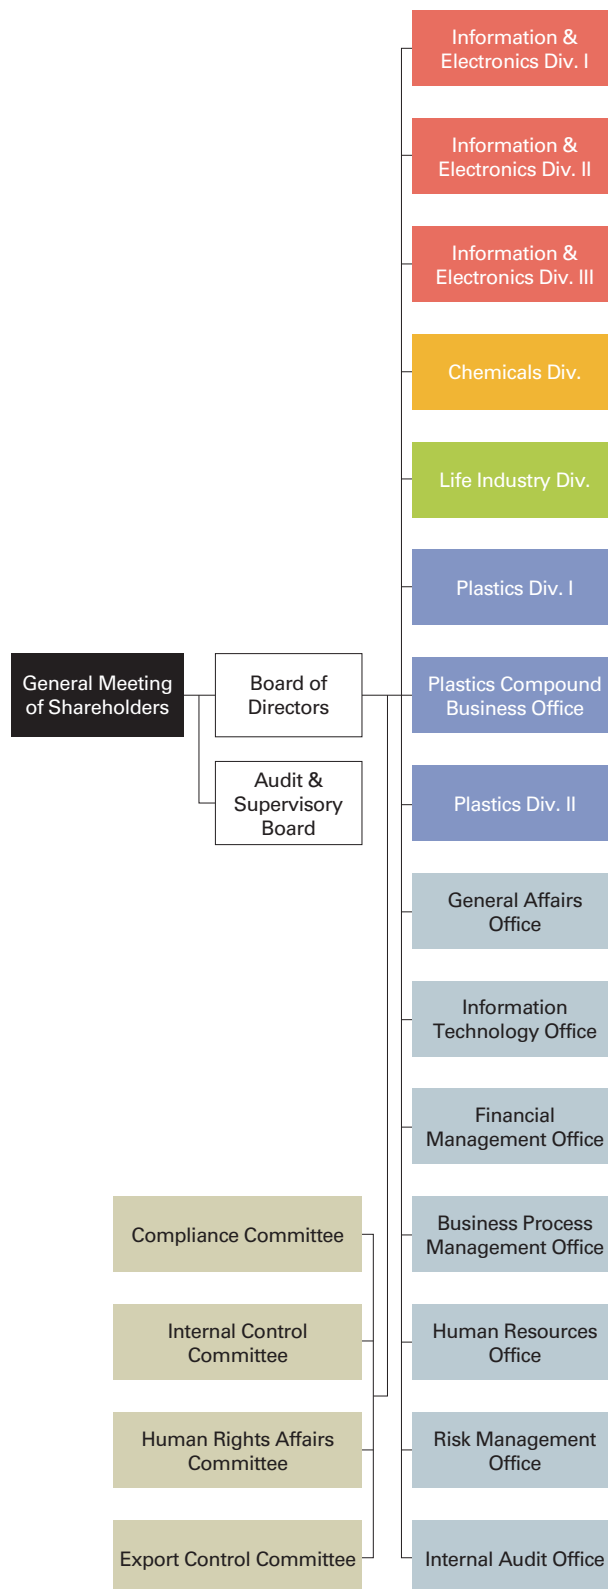 Information &
Electronics Div. I
Information &
Electronics Div. II
Information &
Electronics Div. III
Chemicals Div.
Life Industry Div.
Plastics Div. I
General Meeting
of Shareholders
Board of
Directors
Plastics Compound
Business Office
Audit &
Supervisory
Board
Plastics Div. II
General Affairs
Office
Information
Technology Office
Financial
Management Office
Compliance Committee
Business Process
Management Office
Internal Control
Committee
Human Resources
Office
Human Rights Affairs
Committee
Risk Management
Office
Export Control Committee
Internal Audit Office